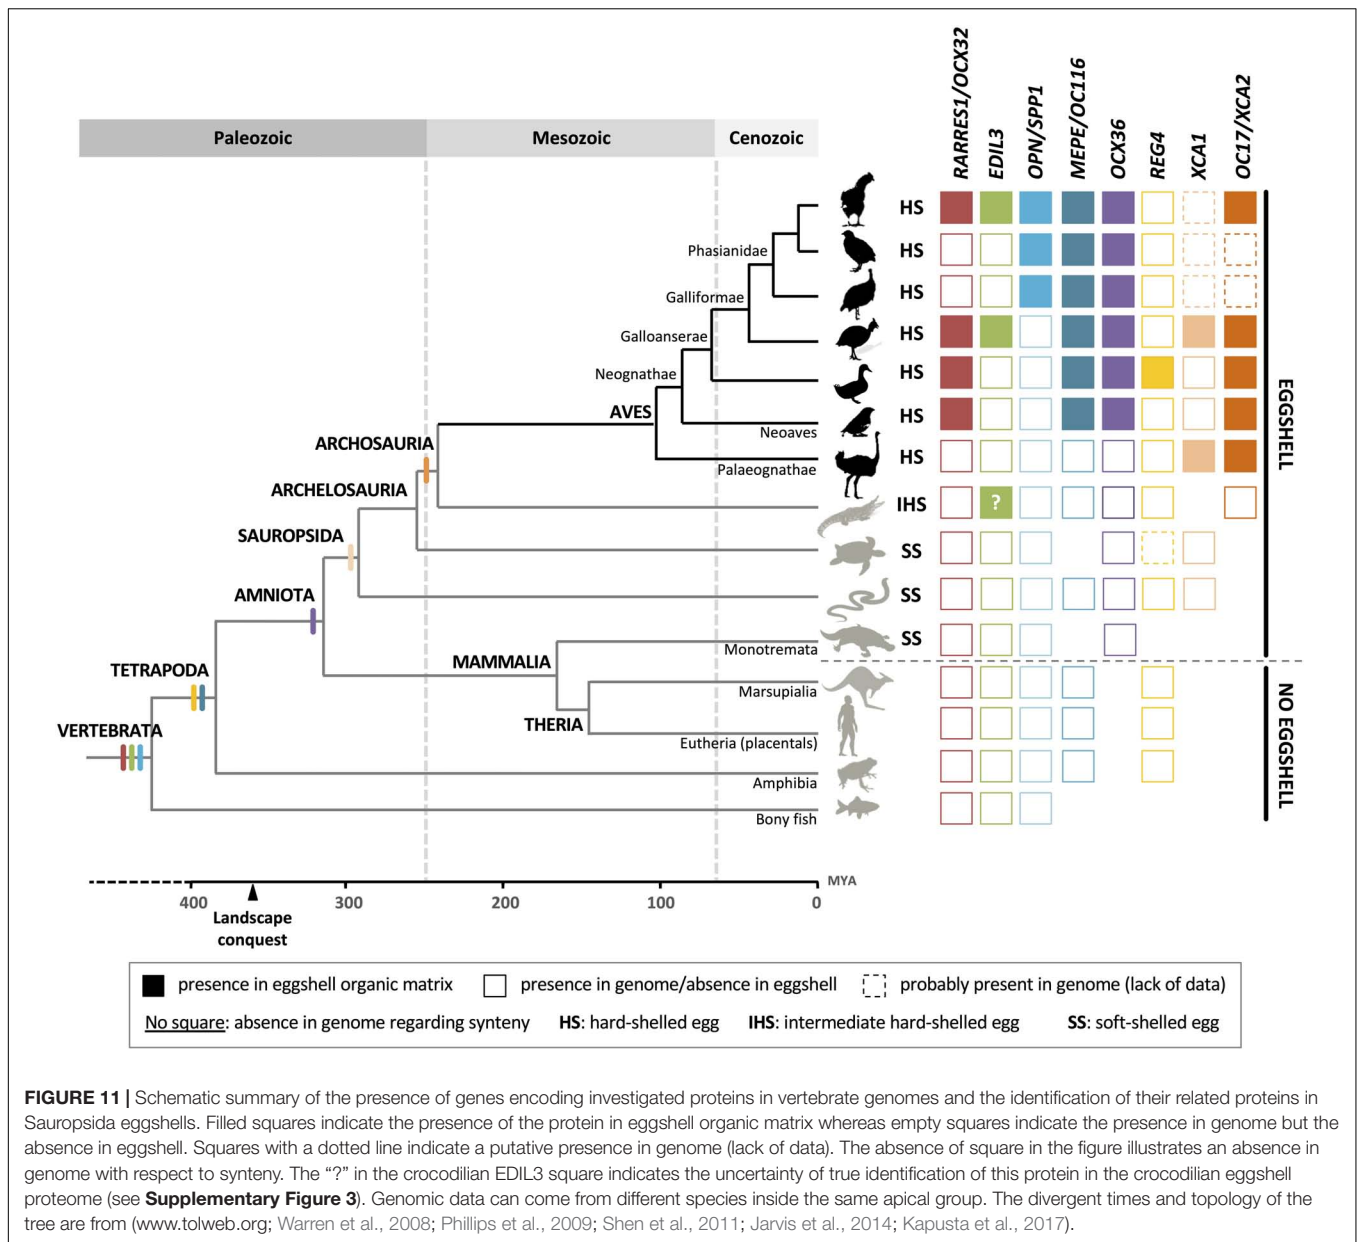 RARRES1/OCX32
EDIL3
OPN/SPP1
MEPE/OC116
OCX36
REG4
XCA1
OC17/XCA2
Paleozoic
Mesozoic
Cenozoic
HS
Phasianidae
HS
Galliformae
HS
Galloanserae
HS
Neognathae
HS
AVES
HS
Neoaves
ARCHOSAURIA
HS
Palaeognathae
ARCHELOSAURIA
IHS
?
SAUROPSIDA
SS
AMNIOTA
SS
EGGSHELL
MAMMALIA
Monotremata
SS
TETRAPODA
Marsupialia
THERIA
Eutheria (placentals)
VERTEBRATA
Amphibia
Bony fish
NO EGGSHELL
400
300
200
100
0
MYA
Landscape
conquest
presence in eggshell organic matrix
presence in genome/absence in eggshell
probably present in genome (lack of data)
No square: absence in genome regarding synteny
HS: hard-shelled egg
IHS: intermediate hard-shelled egg
SS: soft-shelled egg
FIGURE 11 | Schematic summary of the presence of genes encoding investigated proteins in vertebrate genomes and the identification of their related proteins in
Sauropsida eggshells. Filled squares indicate the presence of the protein in eggshell organic matrix whereas empty squares indicate the presence in genome but the
absence in eggshell. Squares with a dotted line indicate a putative presence in genome (lack of data). The absence of square in the figure illustrates an absence in
genome with respect to synteny. The “?” in the crocodilian EDIL3 square indicates the uncertainty of true identification of this protein in the crocodilian eggshell
proteome (see Supplementary Figure 3). Genomic data can come from different species inside the same apical group. The divergent times and topology of the
tree are from (www.tolweb.org; Warren et al., 2008; Phillips et al., 2009; Shen et al., 2011; Jarvis et al., 2014; Kapusta et al., 2017).